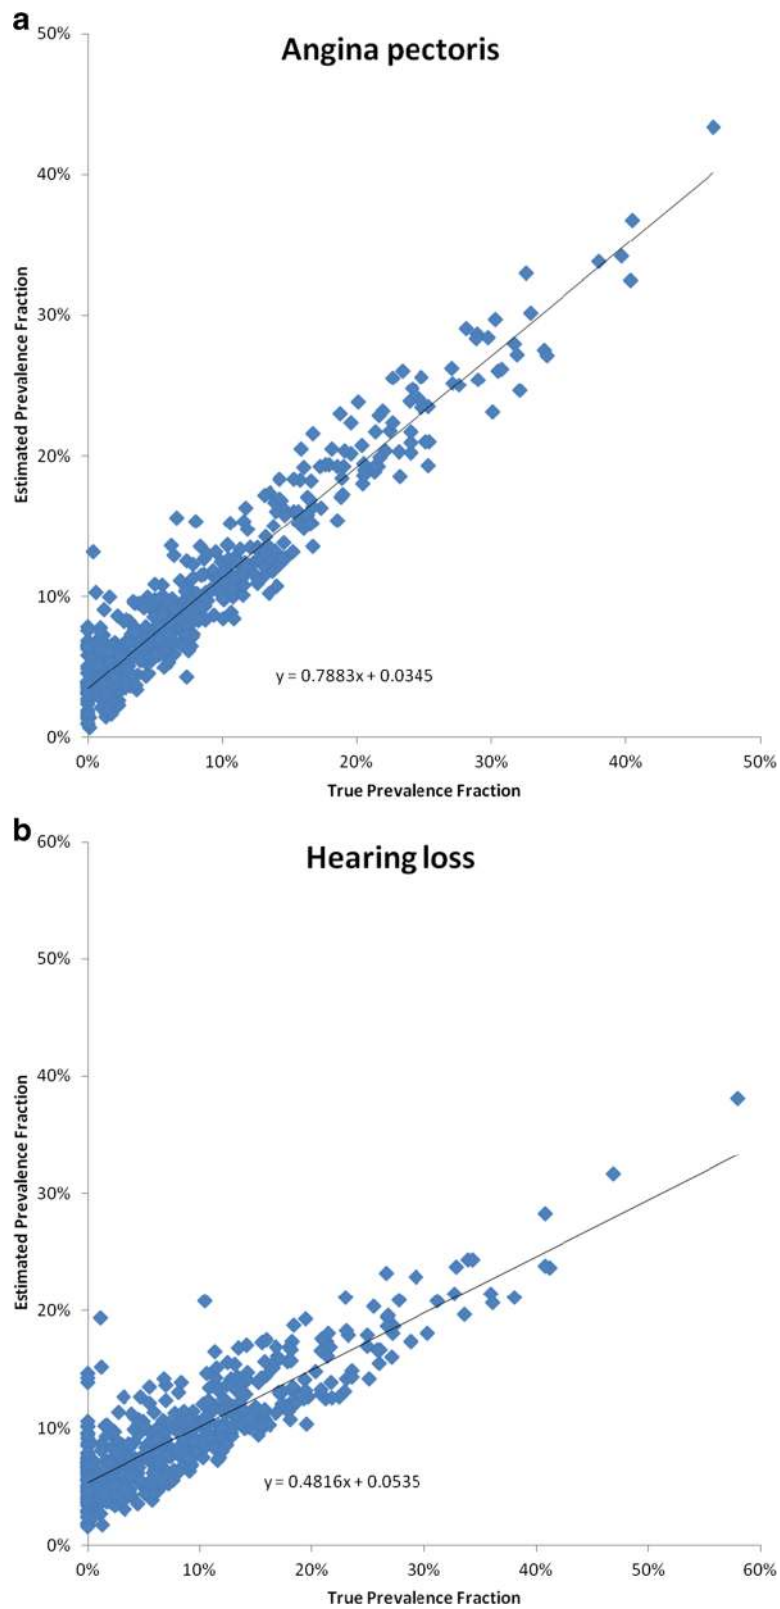 a
Angina pectoris
50%
40%
30%
20%
10%
0%
Estimated Prevalence Fraction
y = 0.7883x + 0.0345
0% 10% 20% 30% 40% 50%
True Prevalence Fraction
b
Hearing loss
60%
50%
40%
30%
20%
10%
0%
Estimated Prevalence Fraction
y = 0.4816x + 0.0535
0% 10% 20% 30% 40% 50% 60%
True Prevalence Fraction